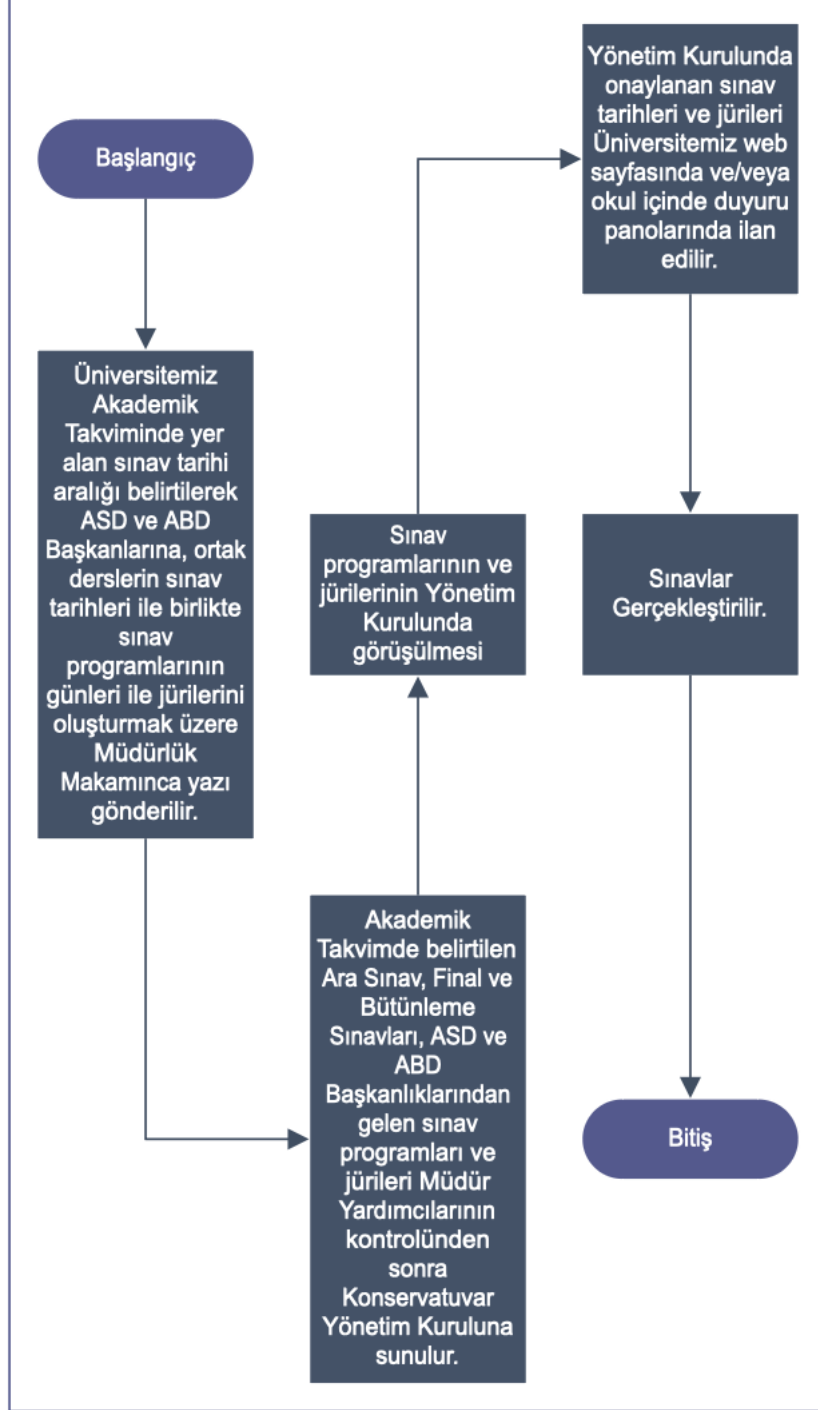 Başlangıç
Üniversitemiz
Akademik
Takviminde yer
alan sınav tarihi
aralığı belirtilerek
ASD ve ABD
Başkanlarına, ortak
derslerin sınav
tarihleri ile birlikte
sınav
programlarının
günleri ile jürilerini
oluşturmak üzere
Müdürlük
Makamınca yazı
gönderilir.
Akademik
Takvimde belirtilen
Ara Sınav, Final ve
Bütünleme
Sınavları, ASD ve
ABD
Başkanlıklarından
gelen sınav
programları ve
jürileri Müdür
Yardımcılarının
kontrolünden
sonra
Konservatuvar
Yönetim Kuruluna
sunulur.
Sınav
programlarının ve
jürilerinin Yönetim
Kurulunda
görüşülmesi
Yönetim Kurulunda
onaylanan sınav
tarihleri ve jürileri
Üniversitemiz web
sayfasında ve/veya
okul içinde duyuru
panolarında ilan
edilir.
Sınavlar
Gerçekleştirilir.
Bitiş